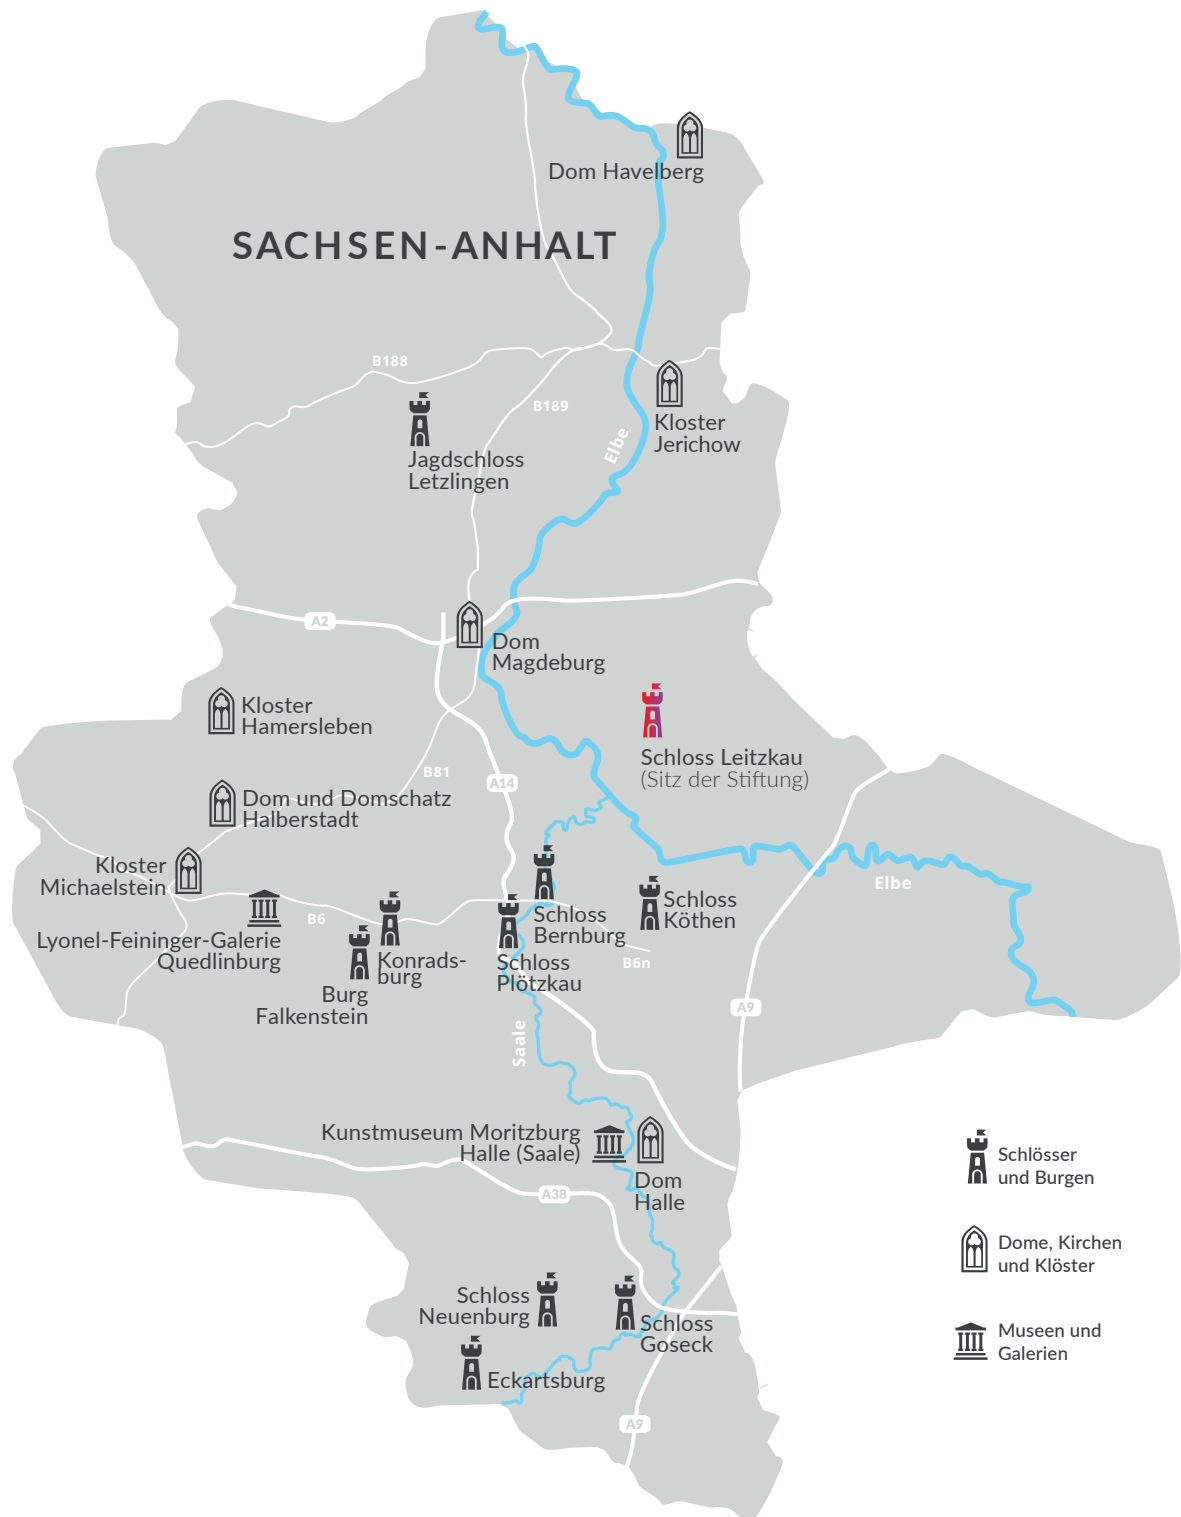 Dom Havelberg
SACHSEN-ANHALT
B188
B189
Kloster
Jerichow
Elbe
Jagdschloss
Letzlingen
A2
Dom
Magdeburg
Kloster
Hamersleben
Schloss Leitzkau
(Sitz der Stiftung)
B81
A14
Dom und Domschatz
Halberstadt
Kloster
Michaelstein
Elbe
Schloss
Köthen
B6
Schloss
Bernburg
Lyonel-Feininger-Galerie
Quedlinburg
Konrads-
burg
Schloss
Plötzkau
B6n
Burg
Falkenstein
A9
Saale
Kunstmuseum Moritzburg
Halle (Saale)
Dom
Halle
A38
Schlösser
und Burgen
Dome, Kirchen
und Klöster
Museen und
Galerien
Schloss
Neuenburg
Schloss
Goseck
Eckartsburg
A9